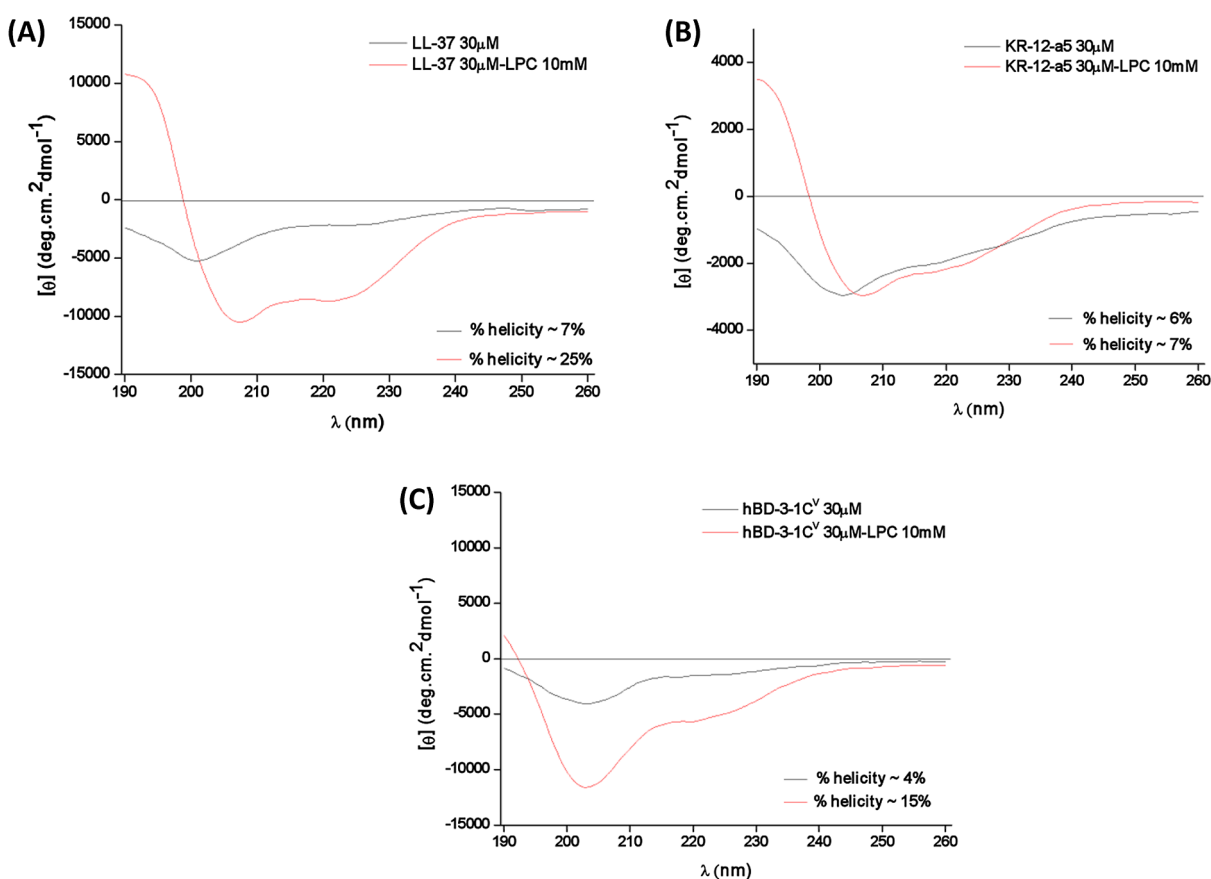 (A)
LL-37 30μM
LL-37 30μM-LPC 10mM
15000
10000
5000
0
-5000
-10000
-15000
[θ] (deg.cm.²dmol⁻¹)
% helicity ~ 7%
% helicity ~ 25%
190 200 210 220 230 240 250 260
λ (nm)
(B)
KR-12-a5 30μM
KR-12-a5 30μM-LPC 10mM
4000
2000
0
-2000
-4000
[θ] (deg.cm.²dmol⁻¹)
% helicity ~ 6%
% helicity ~ 7%
190 200 210 220 230 240 250 260
λ (nm)
(C)
hBD-3-1Cⱽ 30μM
hBD-3-1Cⱽ 30μM-LPC 10mM
15000
10000
5000
0
-5000
-10000
-15000
[θ] (deg.cm.²dmol⁻¹)
% helicity ~ 4%
% helicity ~ 15%
190 200 210 220 230 240 250 260
λ (nm)